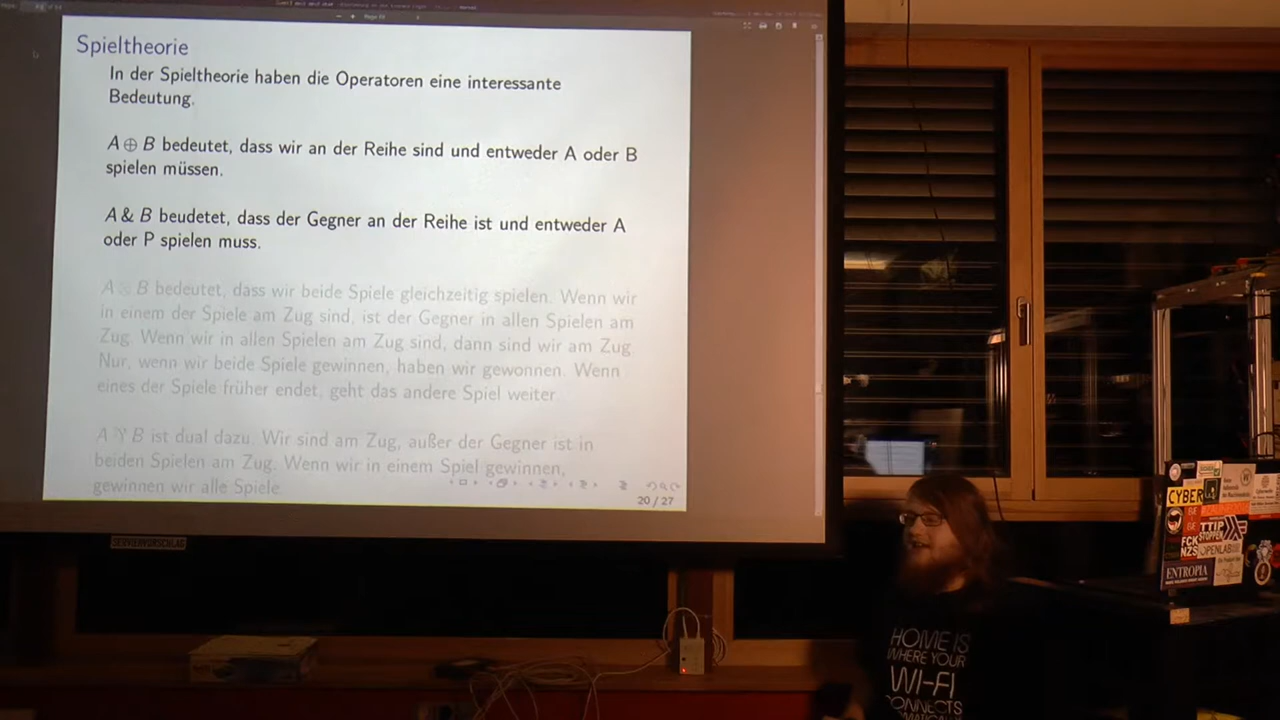 Spieltheorie
In der Spieltheorie haben die Operatoren eine interessante
Bedeutung.
A ⊕ B bedeutet, dass wir an der Reihe sind und entweder A oder B
spielen müssen.
A & B beudetet, dass der Gegner an der Reihe ist und entweder A
oder P spielen muss.
A ⊗ B bedeutet, dass wir beide Spiele gleichzeitig spielen. Wenn wir
in einem der Spiele am Zug sind, ist der Gegner in allen Spielen am
Zug. Wenn wir in allen Spielen am Zug sind, dann sind wir am Zug.
Nur, wenn wir beide Spiele gewinnen, haben wir gewonnen. Wenn
eines der Spiele früher endet, geht das andere Spiel weiter.
A ⅋ B ist dual dazu. Wir sind am Zug, außer der Gegner ist in
beiden Spielen am Zug. Wenn wir in einem Spiel gewinnen,
gewinnen wir alle Spiele.
20 / 27
SERVIERVORSCHLAG
HOME IS
WHERE YOUR
WI-FI
CONNECTS
CYBER
TTIP
STOPPEN
FCK
NZS
OPENLAB
ENTROPIA